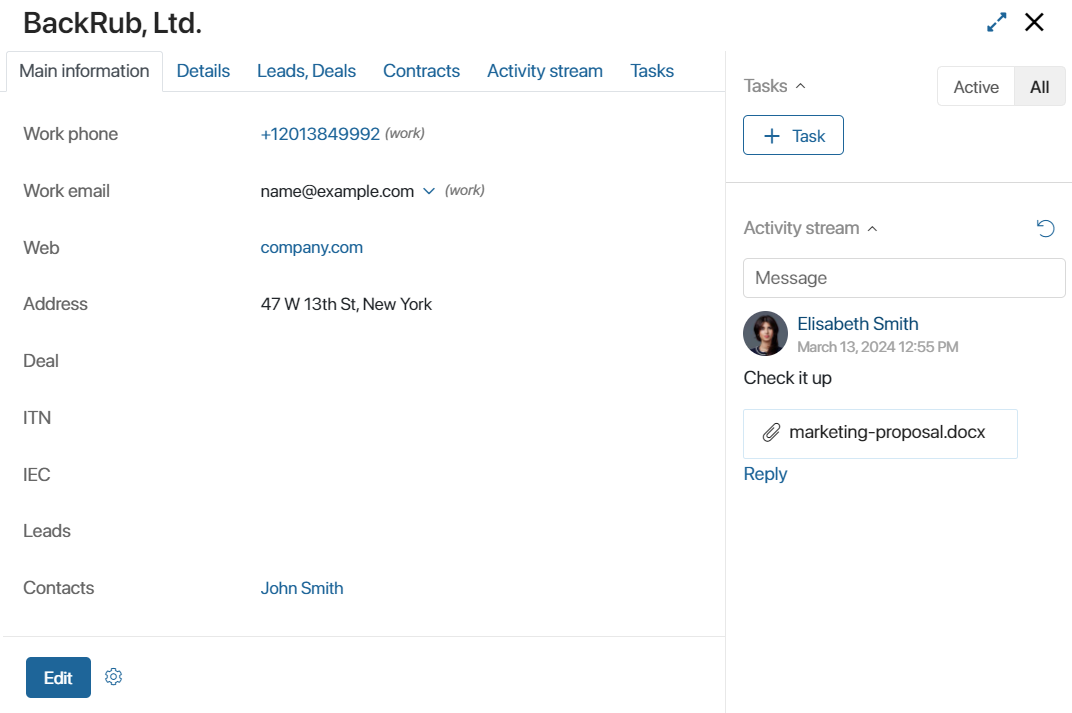 BackRub, Ltd.
Main information Details Leads, Deals Contracts Activity stream Tasks
Work phone +12013849992 (work)
Work email name@example.com (work)
Web company.com
Address 47 W 13th St, New York
Deal
ITN
IEC
Leads
Contacts John Smith
Edit
Tasks Active All
+ Task
Activity stream
Message
Elisabeth Smith
March 13, 2024 12:55 PM
Check it up
marketing-proposal.docx
Reply